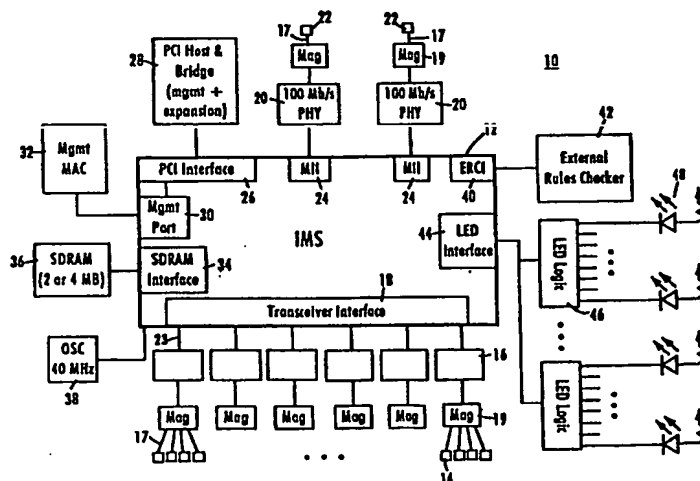 22
17
Mag
22
17
Mag
19
10
28
PCI Host &
Bridge
(mgmt +
expansion)
20
100 Mb/s
PHY
100 Mb/s
PHY
20
42
External
Rules Checker
32
Mgmt
MAC
12
PCI Interface
26
MII
24
MII
24
ERCI
40
Mgmt
Port
30
IMS
44
LED
Interface
48
LED Logic
46
36
SDRAM
(2 or 4 MB)
SDRAM
Interface
34
18
Transceiver Interface
23
OSC
40 MHz
38
16
LED Logic
Mag
Mag
Mag
Mag
Mag
Mag
19
17
14